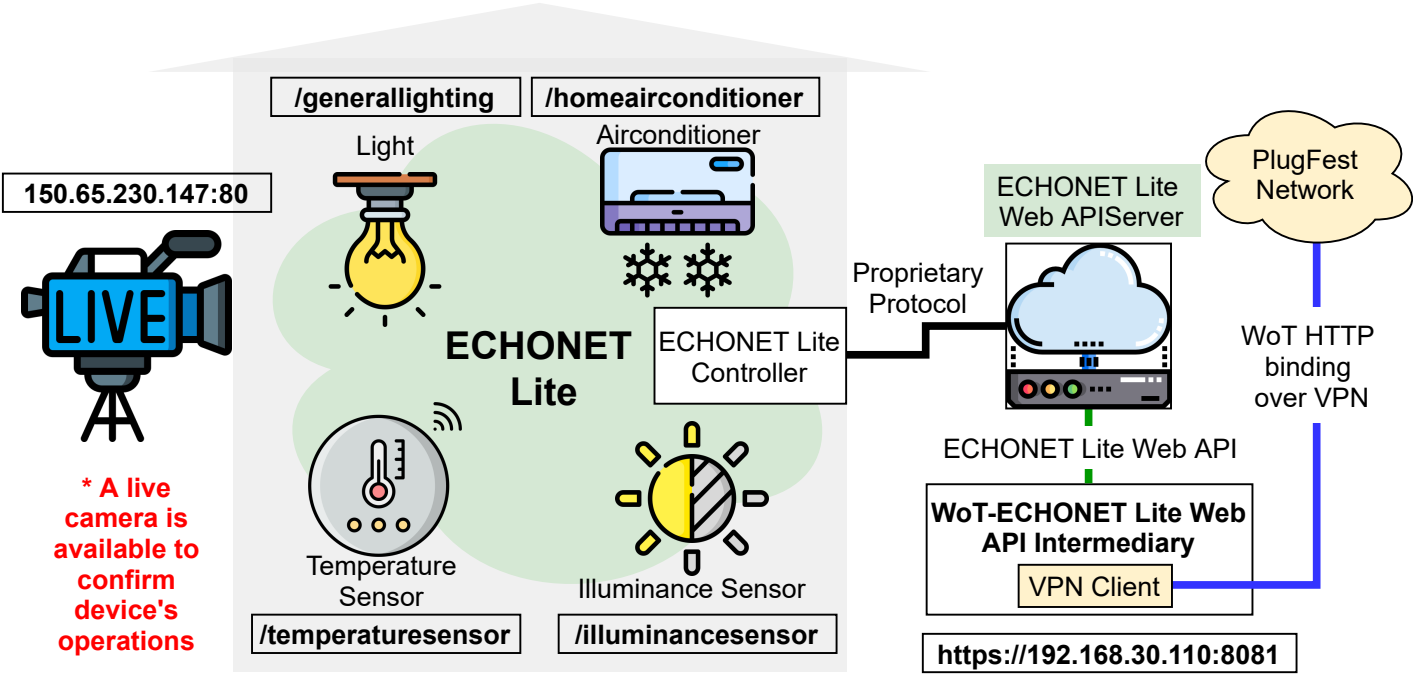 /generallighting
/homeairconditioner
Light
Airconditioner
150.65.230.147:80
LIVE
* A live
camera is
available to
confirm
device's
operations
ECHONET
Lite
ECHONET Lite
Controller
Temperature
Sensor
/temperaturesensor
Illuminance Sensor
/illuminancesensor
Proprietary
Protocol
ECHONET Lite
Web APIServer
ECHONET Lite Web API
WoT-ECHONET Lite Web
API Intermediary
VPN Client
https://192.168.30.110:8081
PlugFest
Network
WoT HTTP
binding
over VPN